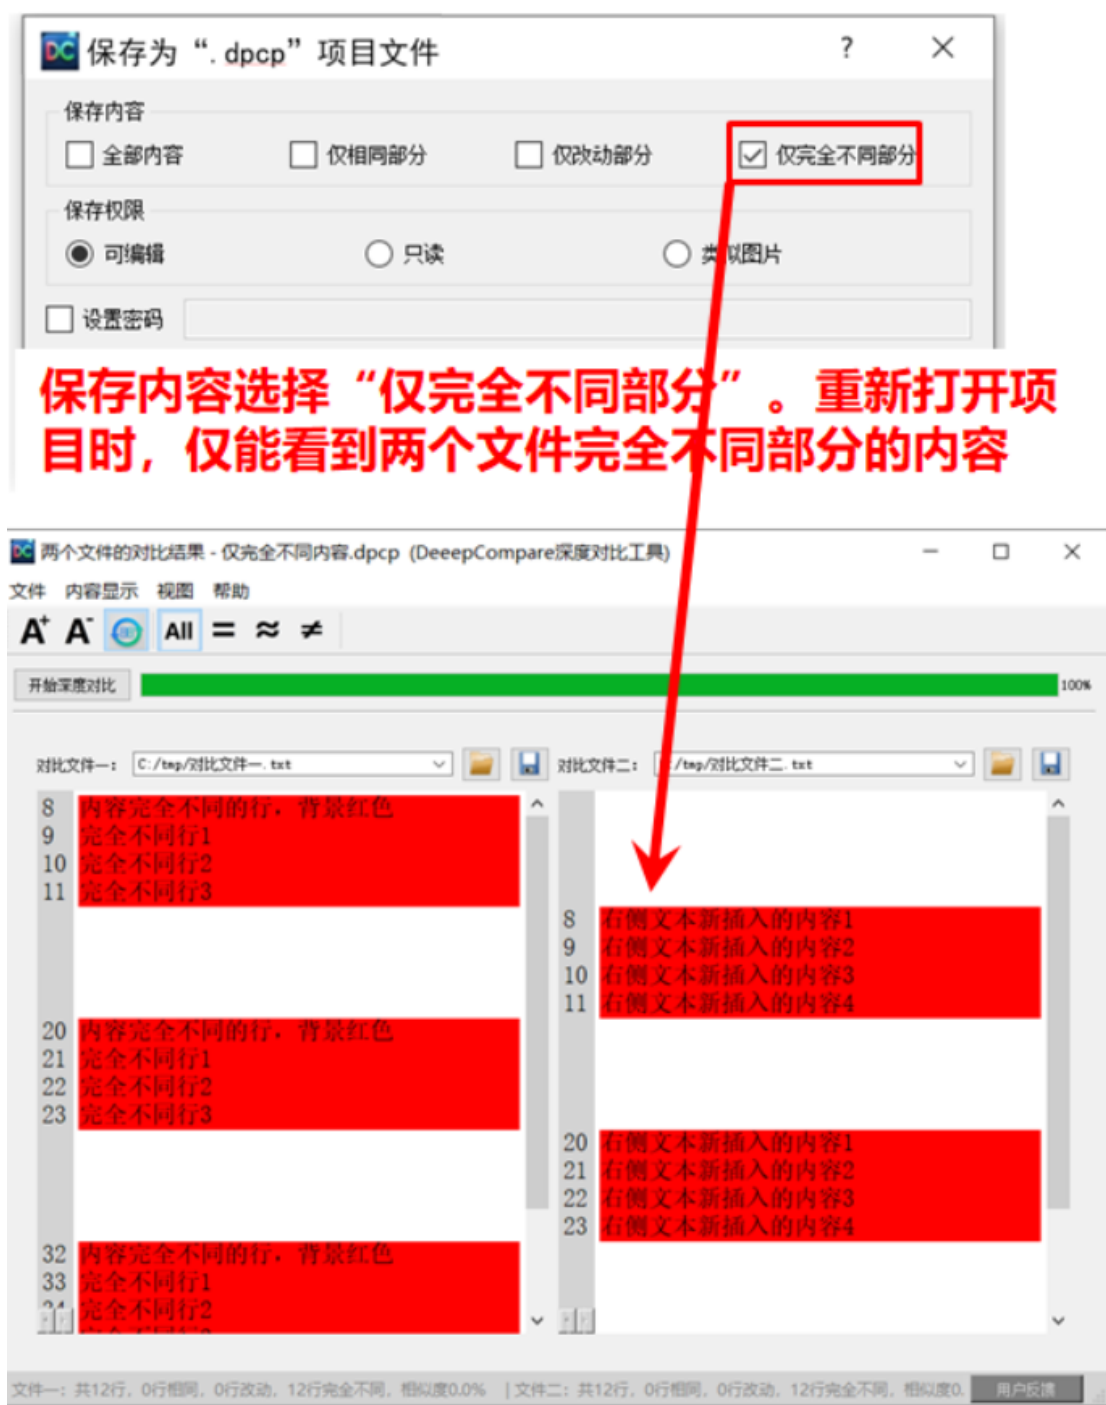 DC 保存为“.dpcp”项目文件 ?
保存内容
全部内容 仅相同部分 仅改动部分 仅完全不同部分
保存权限
可编辑 只读 类似图片
设置密码
保存内容选择“仅完全不同部分”。重新打开项
目时，仅能看到两个文件完全不同部分的内容
DC 两个文件的对比结果 - 仅完全不同内容.dpcp (DeeepCompare深度对比工具)
文件 内容显示 视图 帮助
A+ A- All = ≈ ≠
开始深度对比 100%
对比文件一： C:/tmp/对比文件一.txt 对比文件二： :/tmp/对比文件二.txt
8 内容完全不同的行，背景红色
9 完全不同行1
10 完全不同行2
11 完全不同行3
8 右侧文本新插入的内容1
9 右侧文本新插入的内容2
10 右侧文本新插入的内容3
11 右侧文本新插入的内容4
20 内容完全不同的行，背景红色
21 完全不同行1
22 完全不同行2
23 完全不同行3
20 右侧文本新插入的内容1
21 右侧文本新插入的内容2
22 右侧文本新插入的内容3
23 右侧文本新插入的内容4
32 内容完全不同的行，背景红色
33 完全不同行1
34 完全不同行2
文件一：共12行，0行相同，0行改动，12行完全不同，相似度0.0% | 文件二：共12行，0行相同，0行改动，12行完全不同，相似度0. 用户反馈